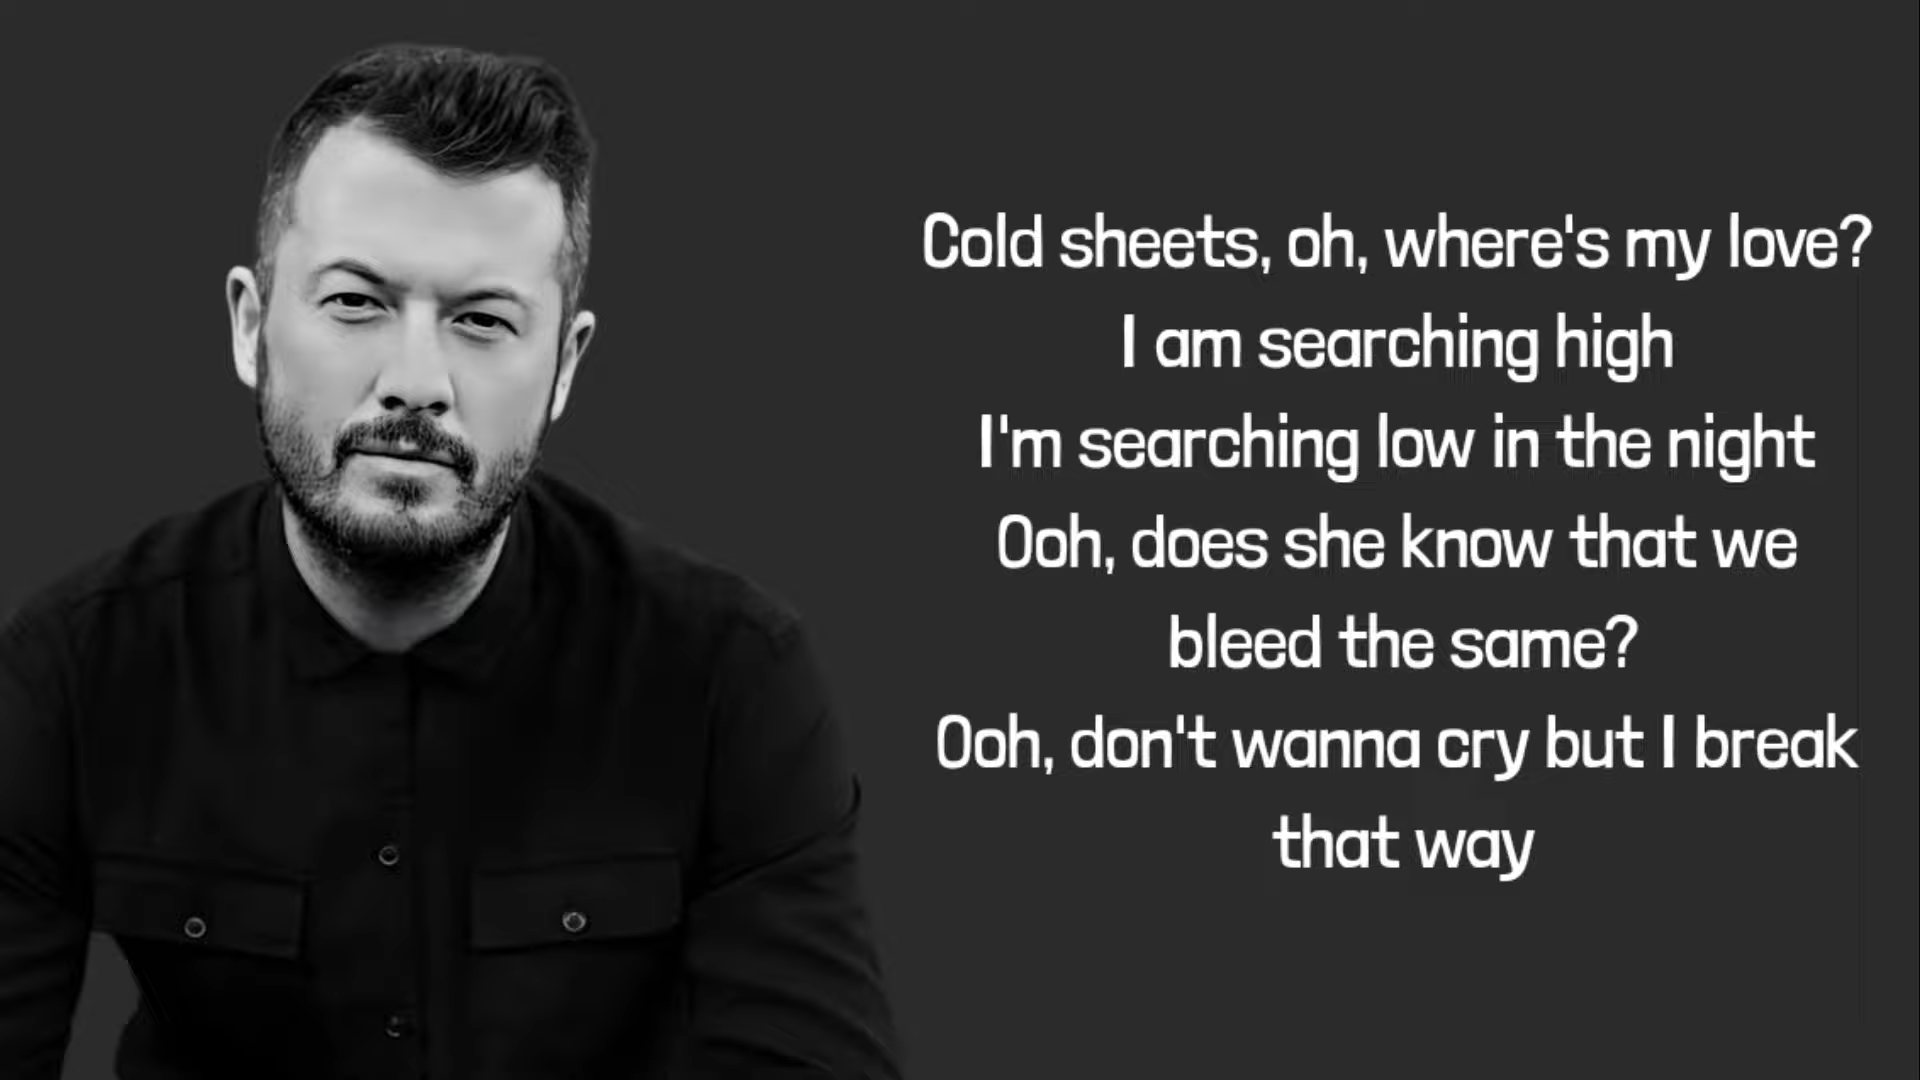 Cold sheets, oh, where's my love?
I am searching high
I'm searching low in the night
Ooh, does she know that we
bleed the same?
Ooh, don't wanna cry but I break
that way